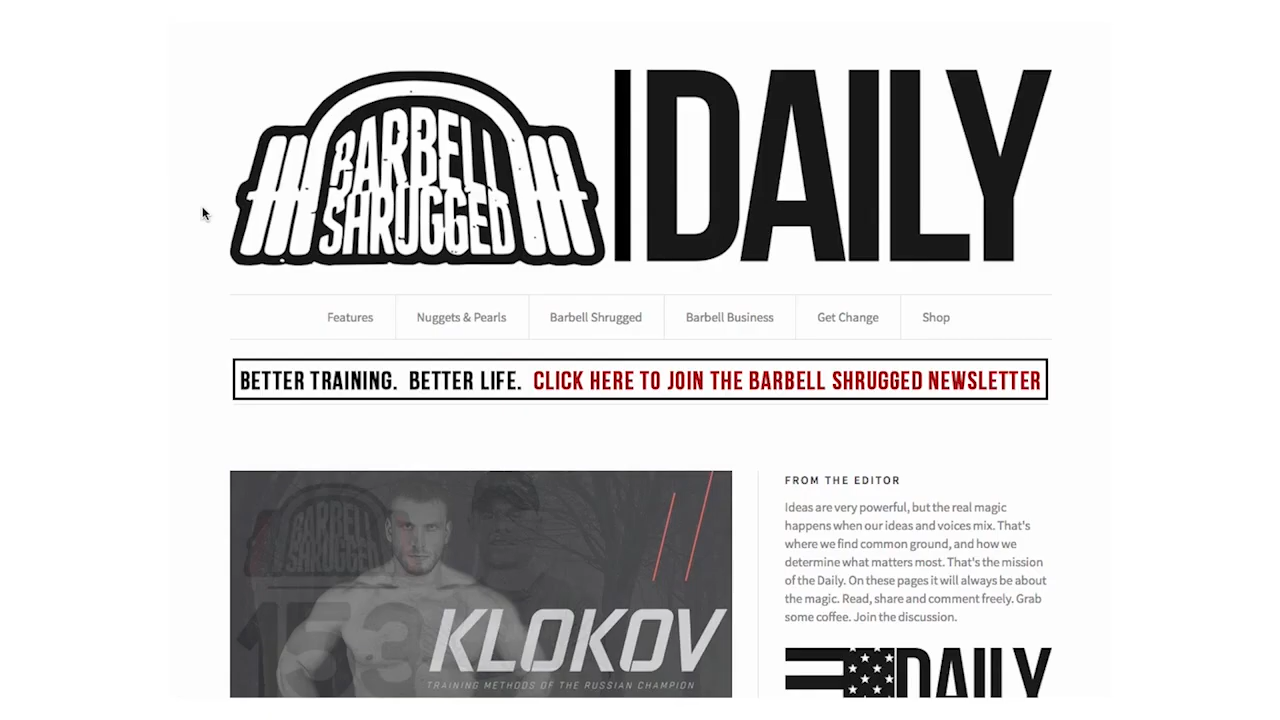 BARBELL
SHRUGGED
DAILY
Features
Nuggets & Pearls
Barbell Shrugged
Barbell Business
Get Change
Shop
BETTER TRAINING. BETTER LIFE. CLICK HERE TO JOIN THE BARBELL SHRUGGED NEWSLETTER
BARBELL
SHRUGGED
153
KLOKOV
TRAINING METHODS OF THE RUSSIAN CHAMPION
FROM THE EDITOR
Ideas are very powerful, but the real magic
happens when our ideas and voices mix. That's
where we find common ground, and how we
determine what matters most. That's the mission
of the Daily. On these pages it will always be about
the magic. Read, share and comment freely. Grab
some coffee. Join the discussion.
DAILY